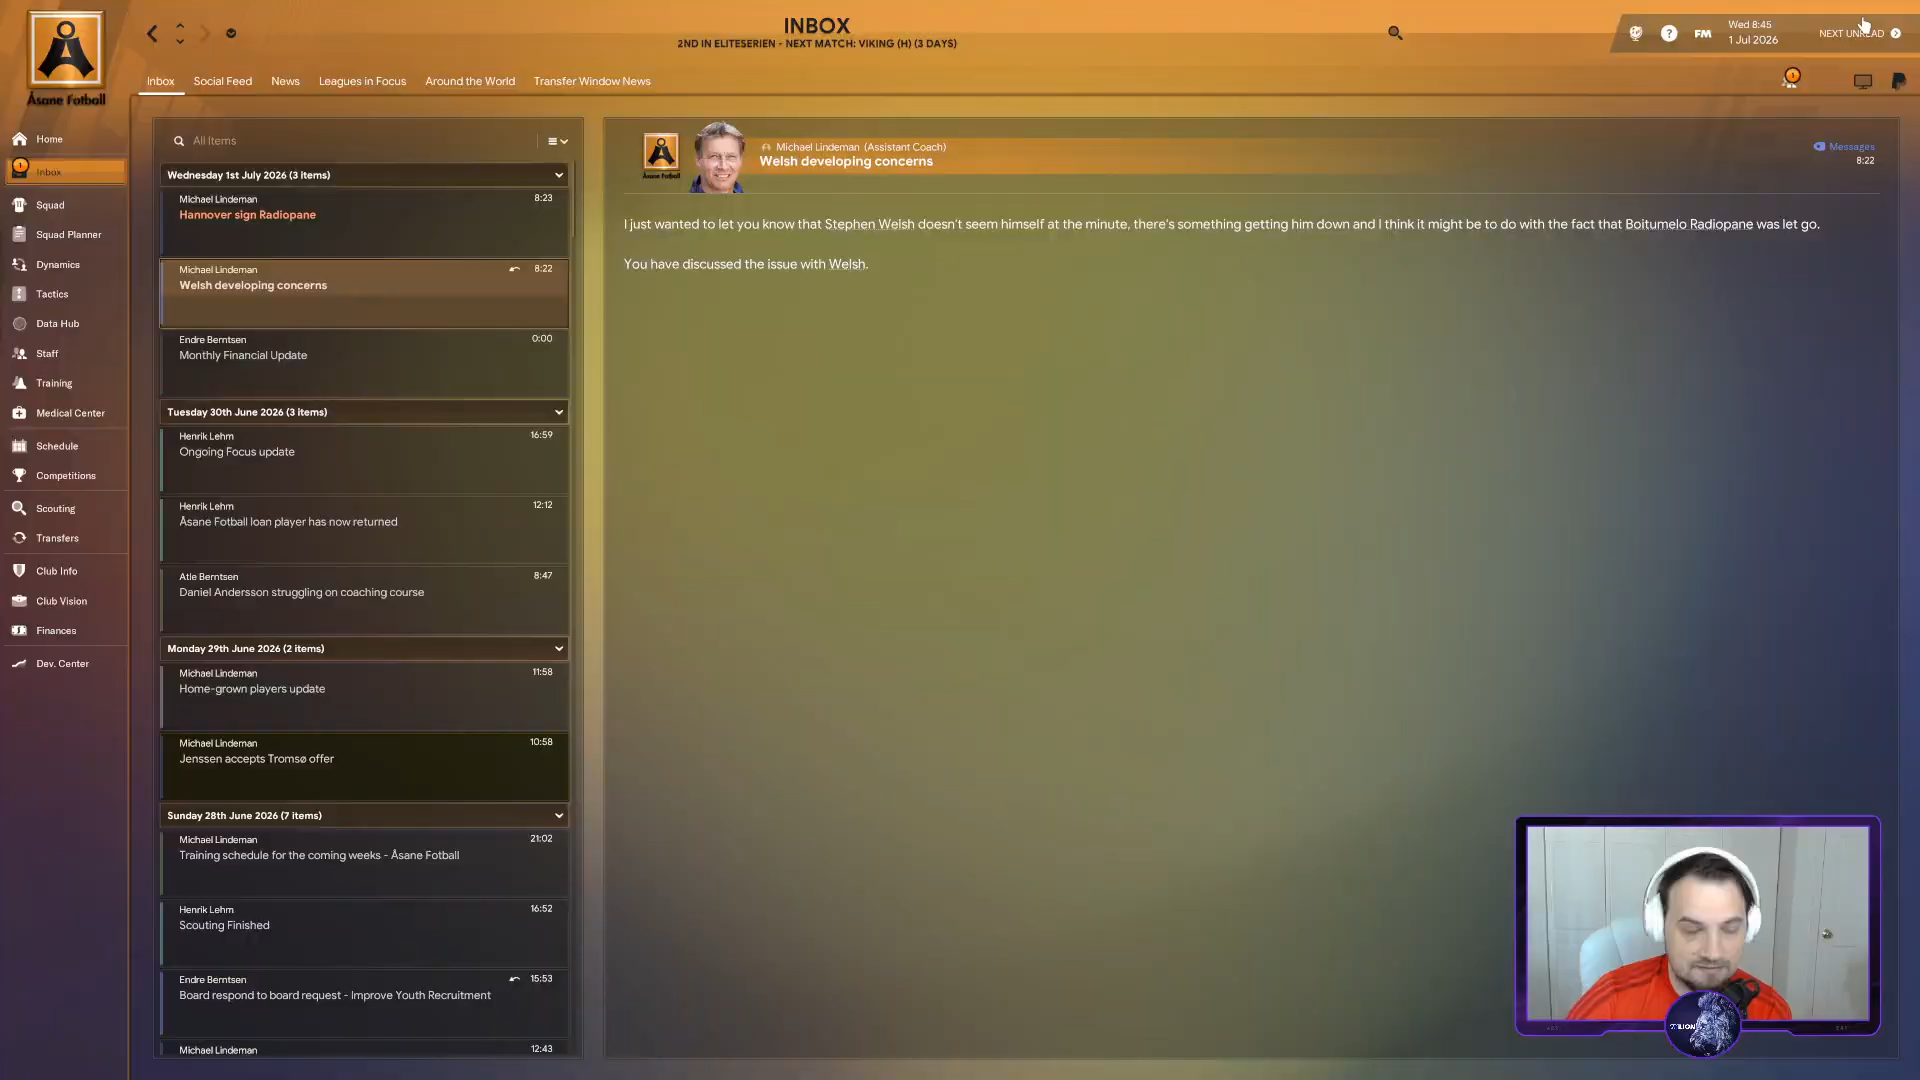 INBOX
2ND IN ELITESERIEN - NEXT MATCH: VIKING (H) (3 DAYS)
FM
Wed 8:45
1 Jul 2026
NEXT UNREAD
Åsane Fotball
Inbox
Social Feed
News
Leagues in Focus
Around the World
Transfer Window News
Home
Inbox
Squad
Squad Planner
Dynamics
Tactics
Data Hub
Staff
Training
Medical Center
Schedule
Competitions
Scouting
Transfers
Club Info
Club Vision
Finances
Dev. Center
All Items
Wednesday 1st July 2026 (3 items)
Michael Lindeman 8:23
Hannover sign Radiopane
Michael Lindeman 8:22
Welsh developing concerns
Endre Berntsen 0:00
Monthly Financial Update
Tuesday 30th June 2026 (3 items)
Henrik Lehm 16:59
Ongoing Focus update
Henrik Lehm 12:12
Åsane Fotball loan player has now returned
Atle Berntsen 8:47
Daniel Andersson struggling on coaching course
Monday 29th June 2026 (2 items)
Michael Lindeman 11:58
Home-grown players update
Michael Lindeman 10:58
Jenssen accepts Tromsø offer
Sunday 28th June 2026 (7 items)
Michael Lindeman 21:02
Training schedule for the coming weeks - Åsane Fotball
Henrik Lehm 16:52
Scouting Finished
Endre Berntsen 15:53
Board respond to board request - Improve Youth Recruitment
Michael Lindeman 12:43
Åsane Fotball
Michael Lindeman (Assistant Coach)
Welsh developing concerns
Messages
8:22
I just wanted to let you know that Stephen Welsh doesn't seem himself at the minute, there's something getting him down and I think it might be to do with the fact that Boitumelo Radiopane was let go.
You have discussed the issue with Welsh.